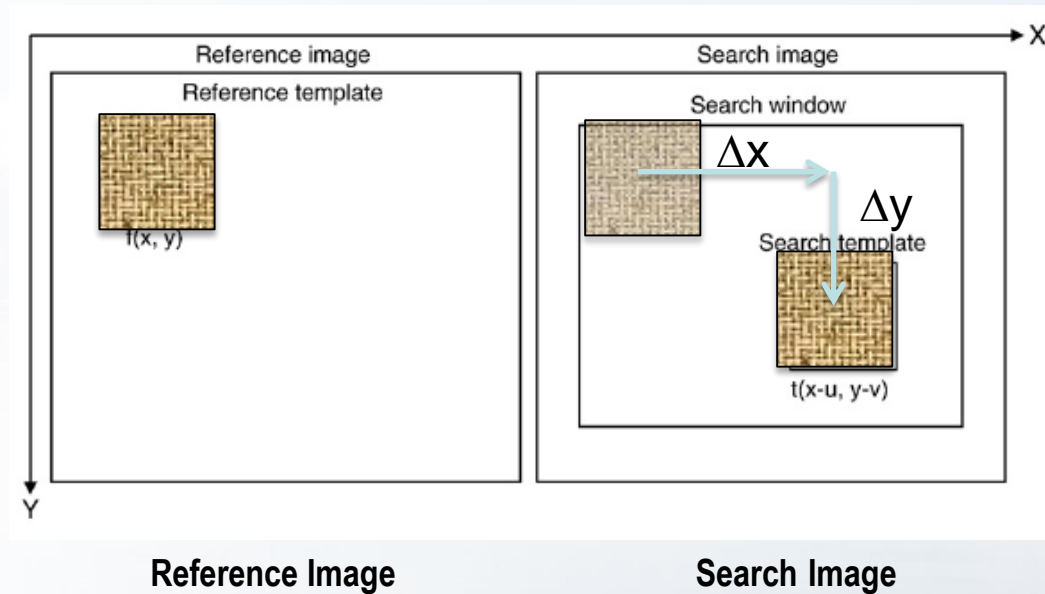 X
Reference image
Search image
Reference template
Search window
Δx
Δy
Search template
f(x, y)
t(x-u, y-v)
Y
Reference Image
Search Image